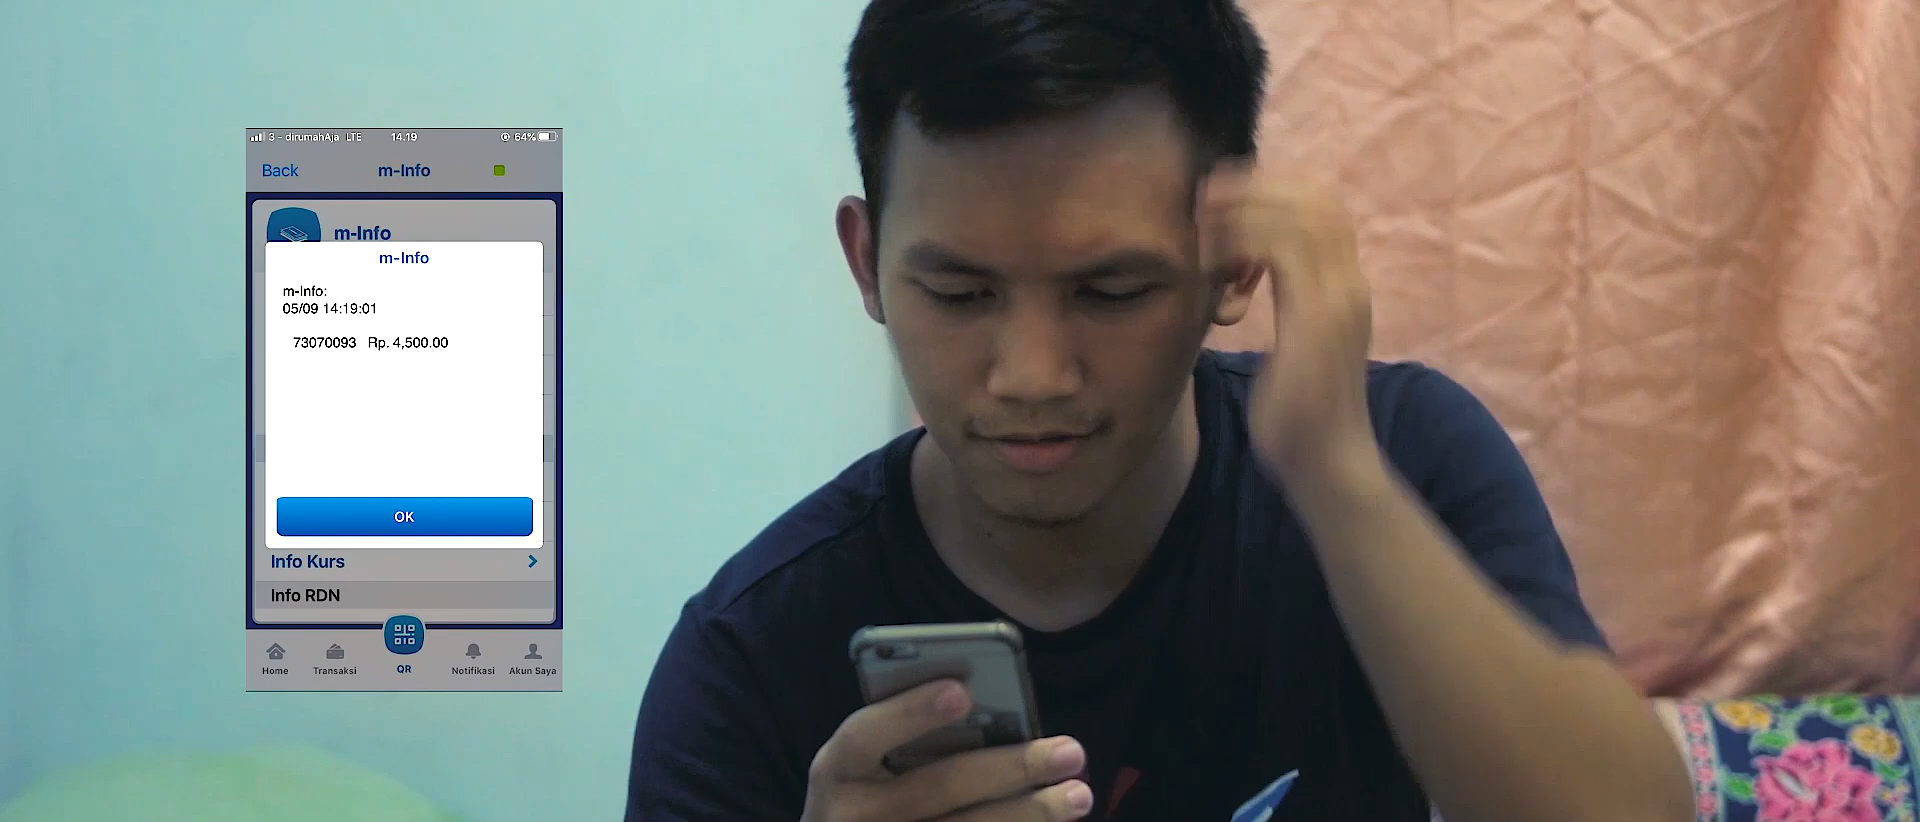 3 - dirumahAja LTE 14.19 64%
Back m-Info
m-Info
m-Info
m-Info:
05/09 14:19:01
73070093 Rp. 4,500.00
OK
Info Kurs
Info RDN
Home Transaksi QR Notifikasi Akun Saya